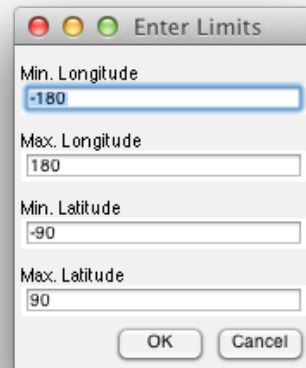 Enter Limits
Min. Longitude
-180
Max. Longitude
180
Min. Latitude
-90
Max. Latitude
90
OK Cancel